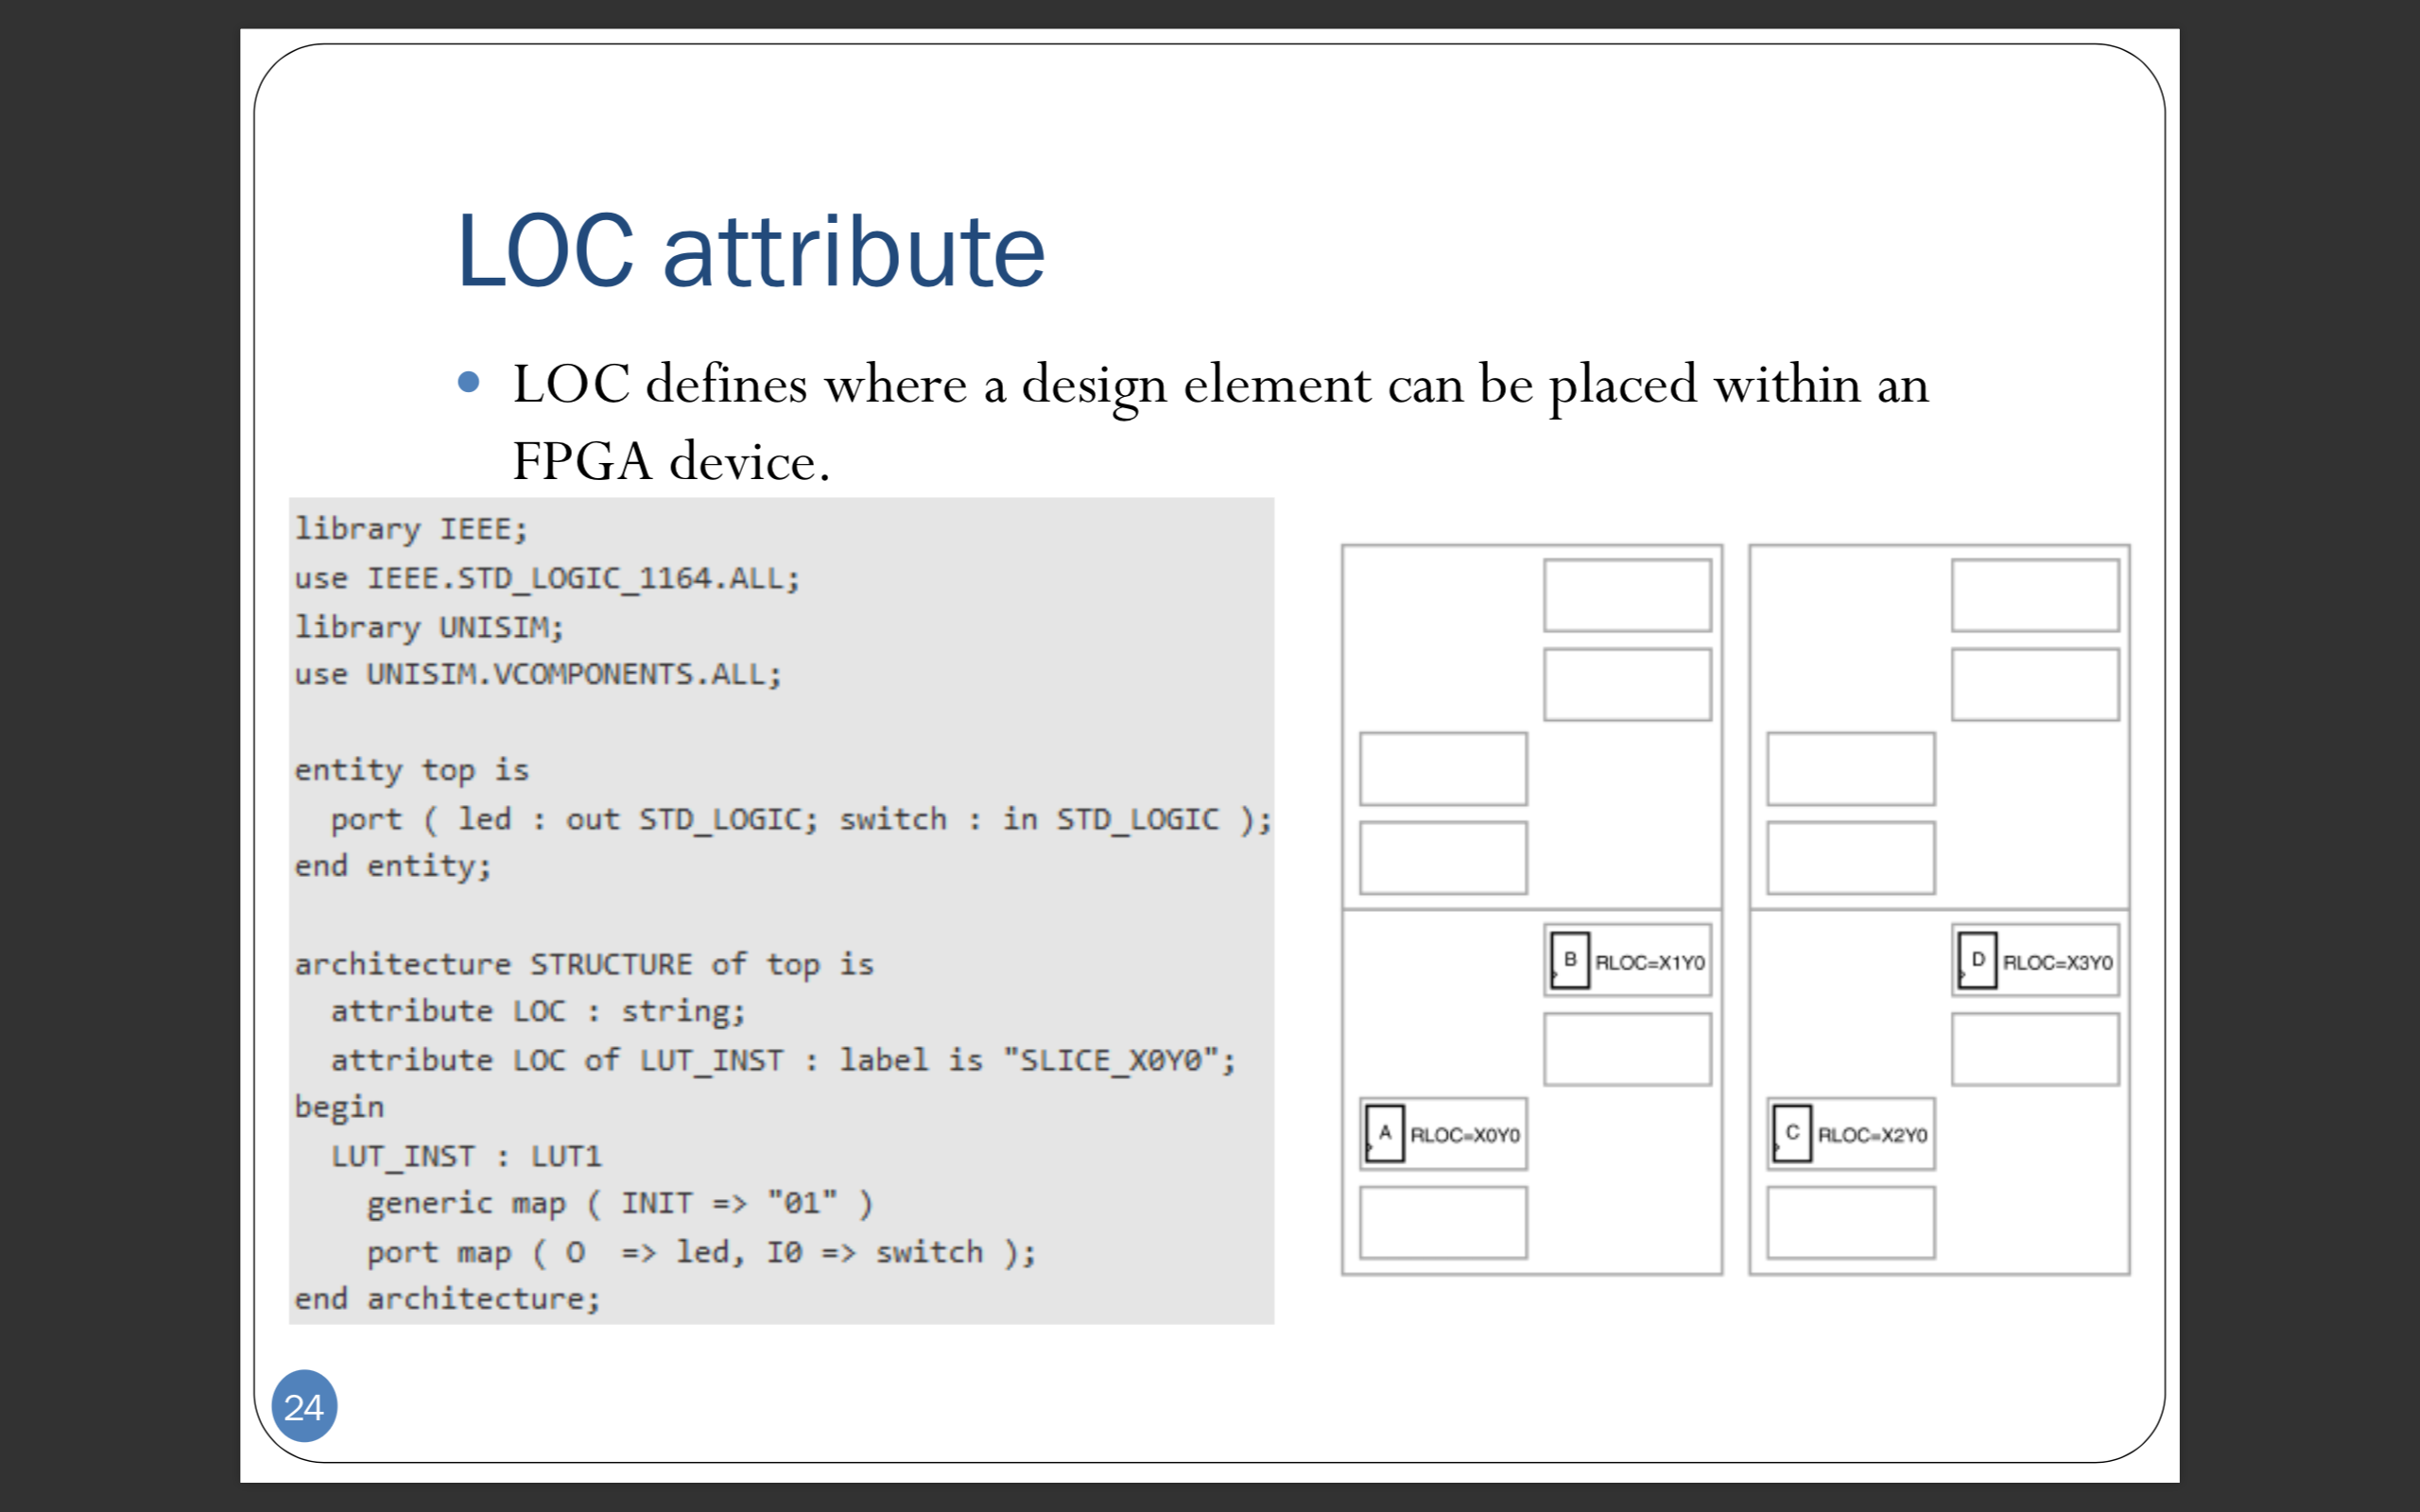 LOC attribute
• LOC defines where a design element can be placed within an
FPGA device.
library IEEE;
use IEEE.STD_LOGIC_1164.ALL;
library UNISIM;
use UNISIM.VCOMPONENTS.ALL;
entity top is
port ( led : out STD_LOGIC; switch : in STD_LOGIC );
end entity;
architecture STRUCTURE of top is
attribute LOC : string;
attribute LOC of LUT_INST : label is "SLICE_X0Y0";
begin
LUT_INST : LUT1
generic map ( INIT => "01" )
port map ( O  => led, I0 => switch );
end architecture;
B RLOC=X1Y0
D RLOC=X3Y0
A RLOC=X0Y0
C RLOC=X2Y0
24